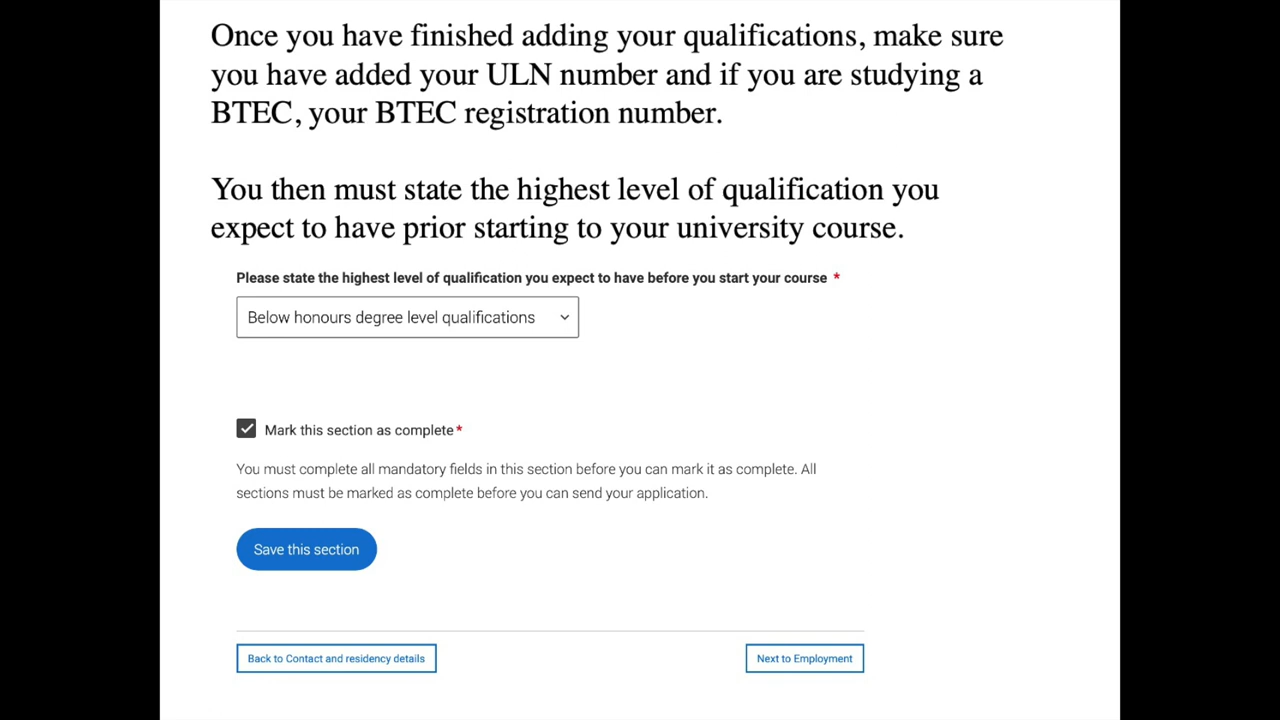 Once you have finished adding your qualifications, make sure
you have added your ULN number and if you are studying a
BTEC, your BTEC registration number.
You then must state the highest level of qualification you
expect to have prior starting to your university course.
Please state the highest level of qualification you expect to have before you start your course *
Below honours degree level qualifications
Mark this section as complete*
You must complete all mandatory fields in this section before you can mark it as complete. All
sections must be marked as complete before you can send your application.
Save this section
Back to Contact and residency details
Next to Employment